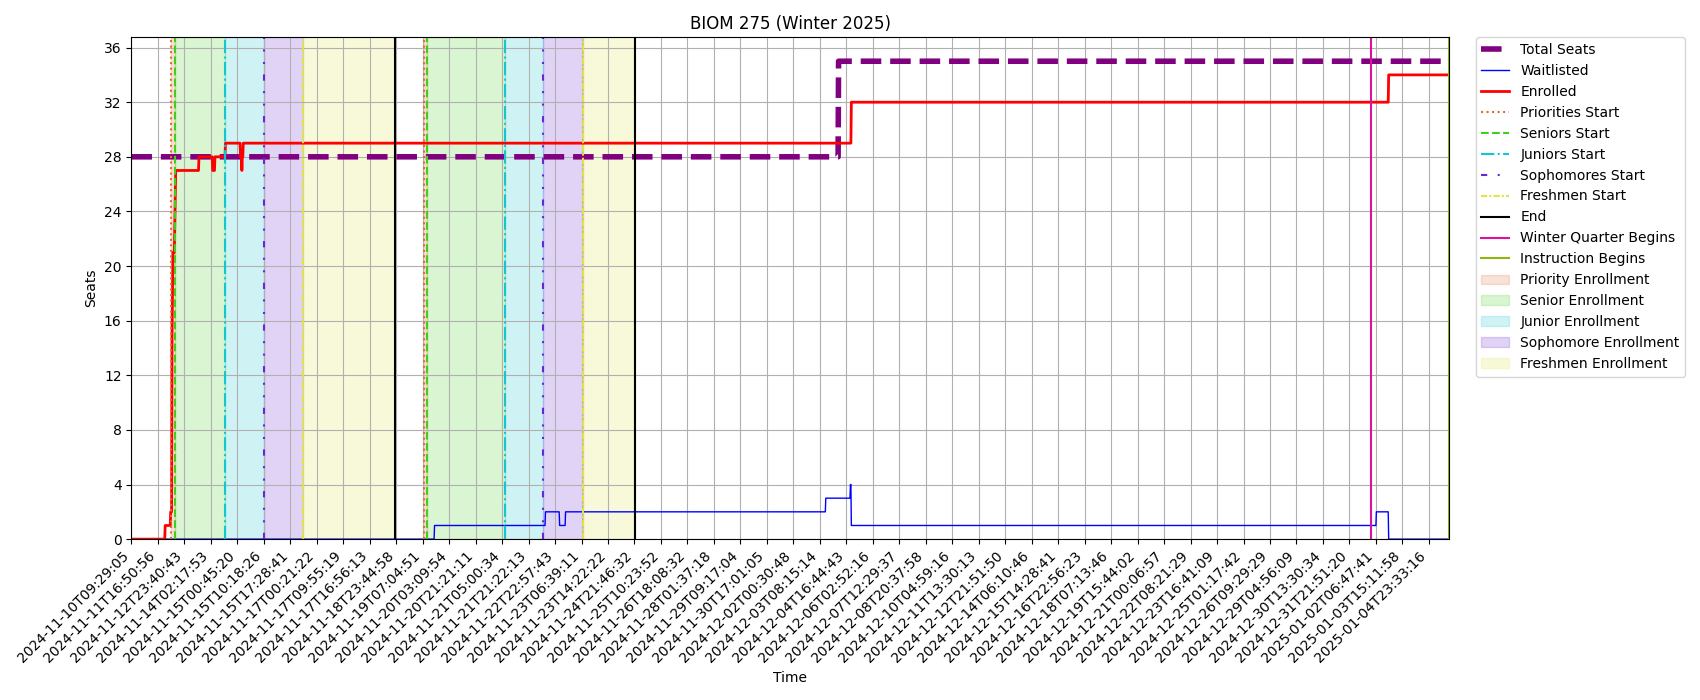 BIOM 275 (Winter 2025)
36
32
28
24
20
16
12
8
4
0
Seats
2024-11-10T09:29:05
2024-11-11T16:50:56
2024-11-12T23:40:43
2024-11-14T02:17:53
2024-11-15T00:45:20
2024-11-15T10:18:26
2024-11-15T17:28:41
2024-11-17T00:21:22
2024-11-17T09:55:19
2024-11-17T16:56:13
2024-11-18T23:44:58
2024-11-19T07:04:51
2024-11-20T03:09:54
2024-11-20T21:21:11
2024-11-21T05:00:34
2024-11-21T21:22:13
2024-11-22T22:57:43
2024-11-23T06:39:11
2024-11-23T14:22:22
2024-11-24T21:46:32
2024-11-25T10:23:52
2024-11-26T18:08:32
2024-11-28T01:37:18
2024-11-29T09:17:04
2024-11-30T17:01:05
2024-12-02T00:30:48
2024-12-03T08:15:14
2024-12-04T16:44:43
2024-12-06T02:52:16
2024-12-07T12:29:37
2024-12-08T20:37:58
2024-12-10T04:59:16
2024-12-11T13:30:13
2024-12-12T21:51:50
2024-12-14T06:10:46
2024-12-15T14:28:41
2024-12-16T22:56:23
2024-12-18T07:13:46
2024-12-19T15:44:02
2024-12-21T00:06:57
2024-12-22T08:21:29
2024-12-23T16:41:09
2024-12-25T01:17:42
2024-12-26T09:29:29
2024-12-29T04:56:09
2024-12-30T13:30:34
2024-12-31T21:51:20
2025-01-02T06:47:41
2025-01-03T15:11:58
2025-01-04T23:33:16
Time
Total Seats
Waitlisted
Enrolled
Priorities Start
Seniors Start
Juniors Start
Sophomores Start
Freshmen Start
End
Winter Quarter Begins
Instruction Begins
Priority Enrollment
Senior Enrollment
Junior Enrollment
Sophomore Enrollment
Freshmen Enrollment